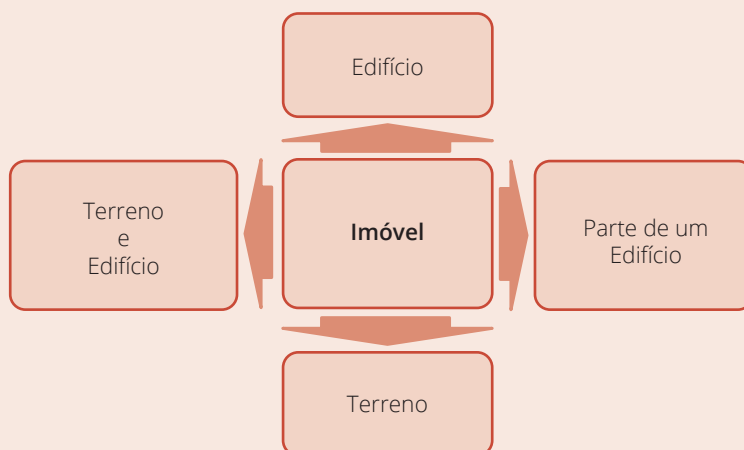 Edifício
Terreno
e
Edifício
Imóvel
Parte de um
Edifício
Terreno